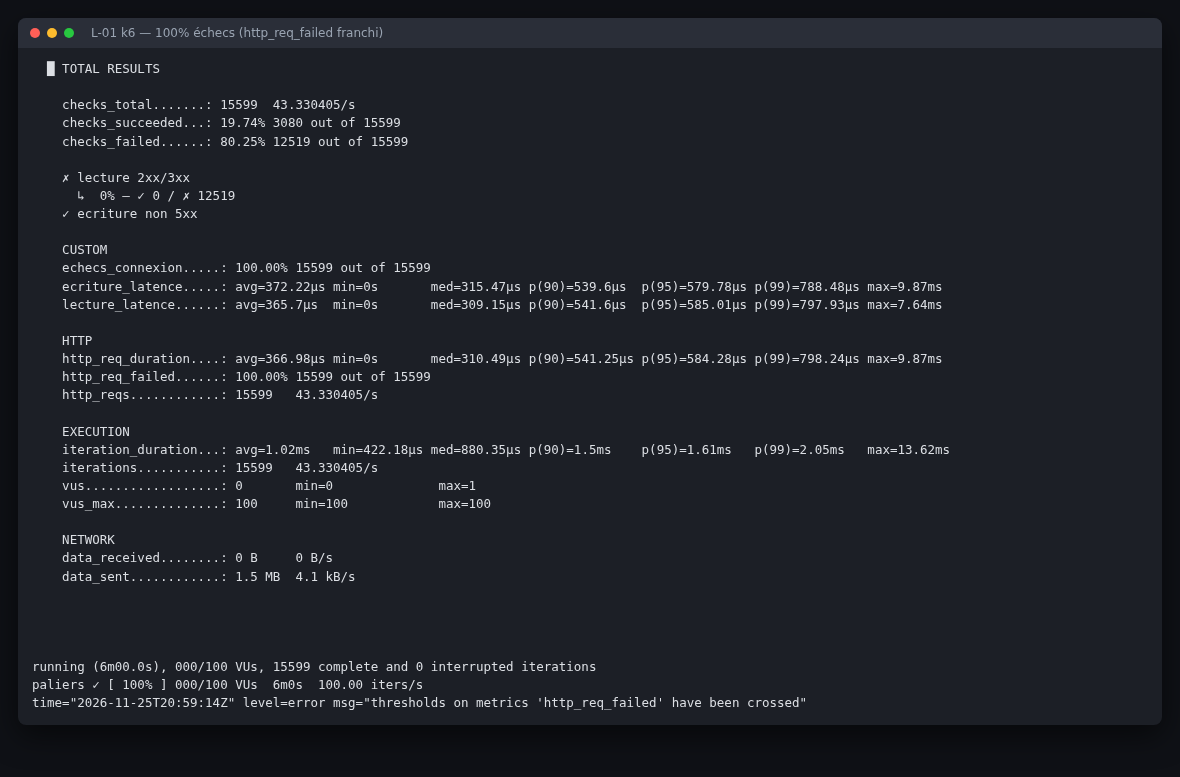 L-01 k6 — 100% échecs (http_req_failed franchi)
█ TOTAL RESULTS
checks_total.......: 15599  43.330405/s
checks_succeeded...: 19.74% 3080 out of 15599
checks_failed......: 80.25% 12519 out of 15599
✗ lecture 2xx/3xx
↳  0% — ✓ 0 / ✗ 12519
✓ ecriture non 5xx
CUSTOM
echecs_connexion.....: 100.00% 15599 out of 15599
ecriture_latence.....: avg=372.22µs min=0s       med=315.47µs p(90)=539.6µs  p(95)=579.78µs p(99)=788.48µs max=9.87ms
lecture_latence......: avg=365.7µs  min=0s       med=309.15µs p(90)=541.6µs  p(95)=585.01µs p(99)=797.93µs max=7.64ms
HTTP
http_req_duration....: avg=366.98µs min=0s       med=310.49µs p(90)=541.25µs p(95)=584.28µs p(99)=798.24µs max=9.87ms
http_req_failed......: 100.00% 15599 out of 15599
http_reqs............: 15599   43.330405/s
EXECUTION
iteration_duration...: avg=1.02ms   min=422.18µs med=880.35µs p(90)=1.5ms    p(95)=1.61ms   p(99)=2.05ms   max=13.62ms
iterations...........: 15599   43.330405/s
vus..................: 0       min=0              max=1
vus_max..............: 100     min=100            max=100
NETWORK
data_received........: 0 B     0 B/s
data_sent............: 1.5 MB  4.1 kB/s
running (6m00.0s), 000/100 VUs, 15599 complete and 0 interrupted iterations
paliers ✓ [ 100% ] 000/100 VUs  6m0s  100.00 iters/s
time="2026-11-25T20:59:14Z" level=error msg="thresholds on metrics 'http_req_failed' have been crossed"